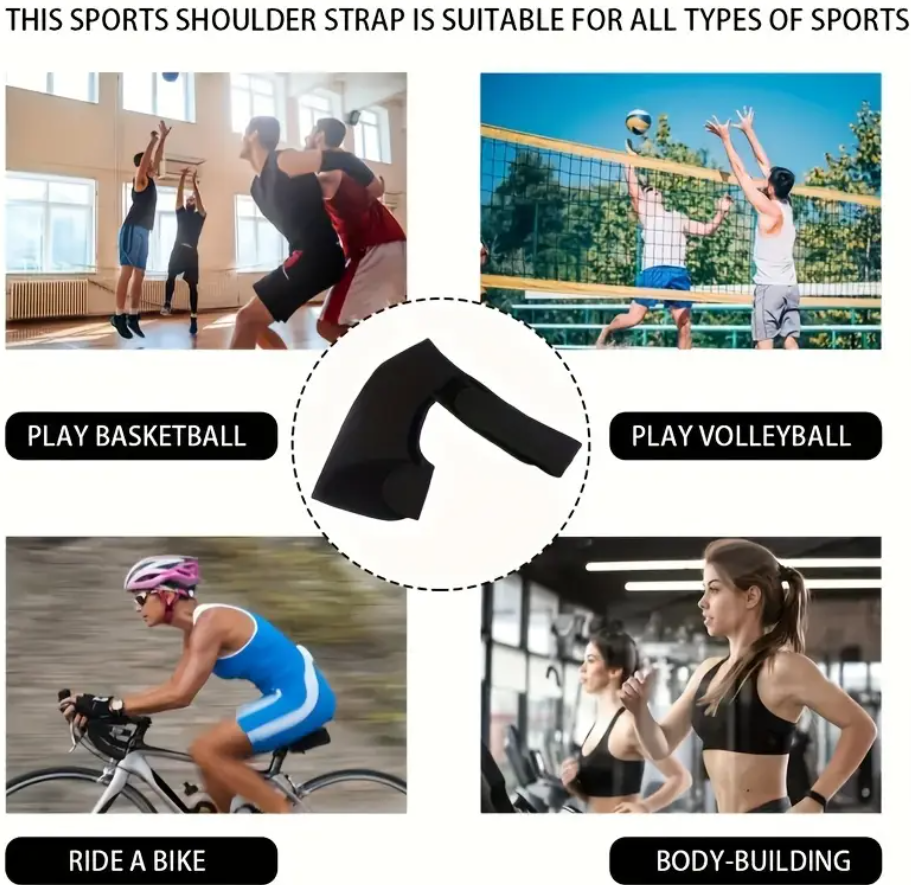 THIS SPORTS SHOULDER STRAP IS SUITABLE FOR ALL TYPES OF SPORTS
PLAY BASKETBALL
PLAY VOLLEYBALL
RIDE A BIKE
BODY-BUILDING